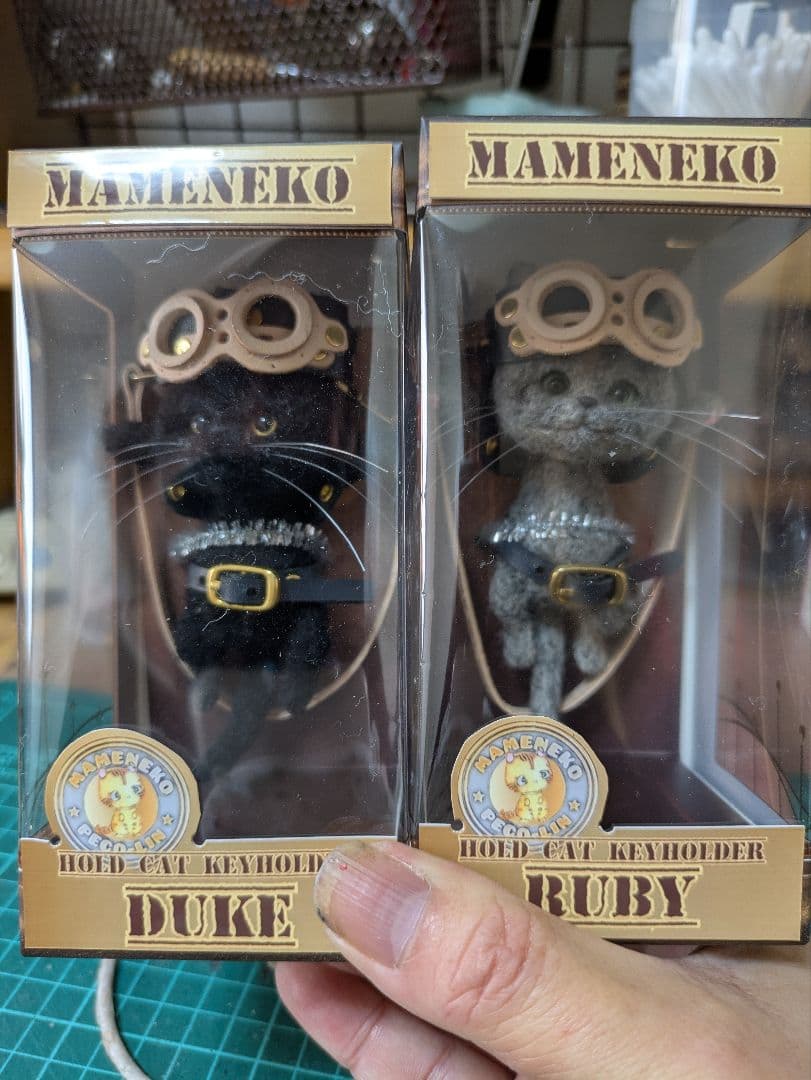 MAMENEKO
MAMENEKO
MAMENEKO
PECO-LIN
HOLD CAT KEYHOLD
DUKE
MAMENEKO
PECO-LIN
HOLD CAT KEYHOLDER
RUBY